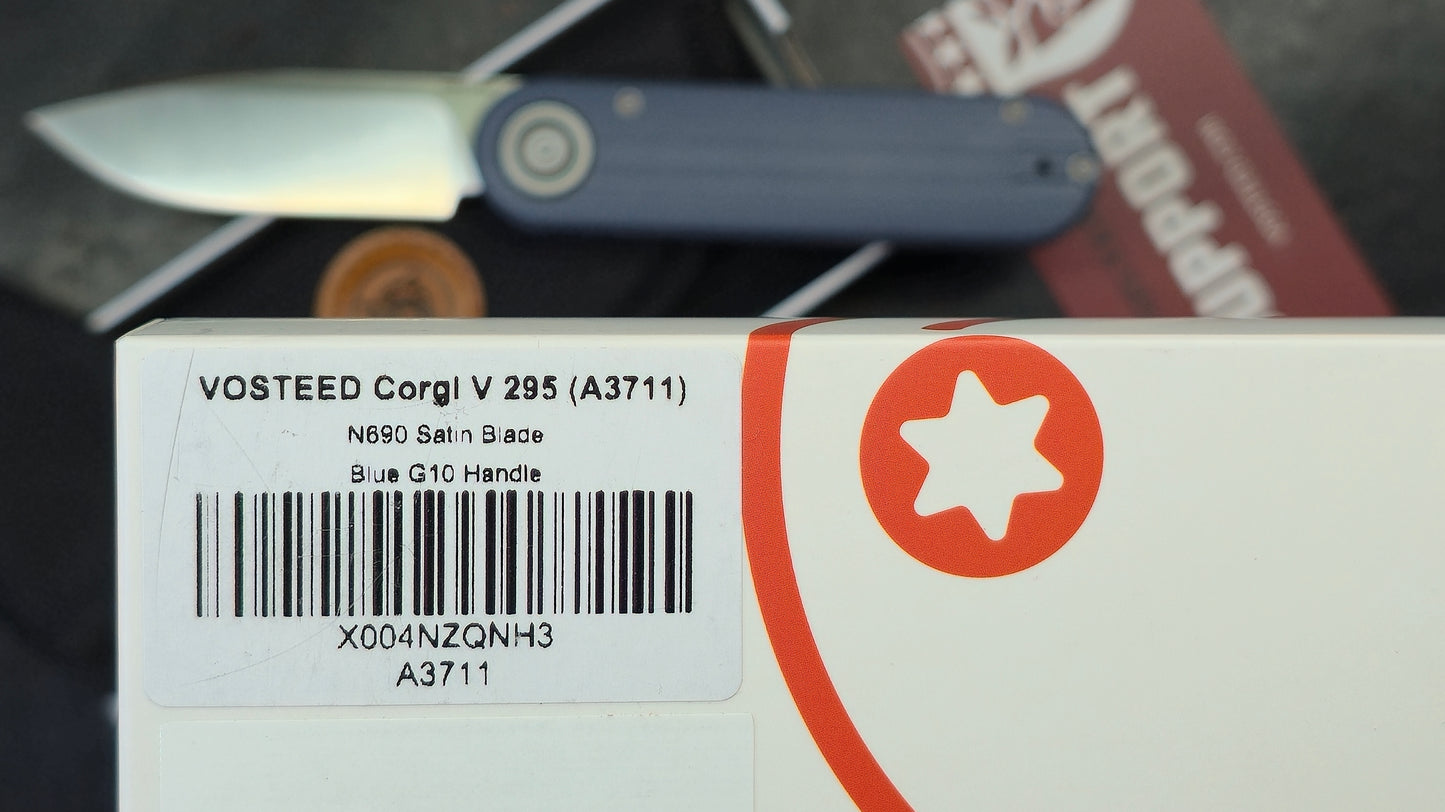 SUPPORT
VOSTEED Corgi V 295 (A3711)
N690 Satin Blade
Blue G10 Handle
X004NZQNH3
A3711